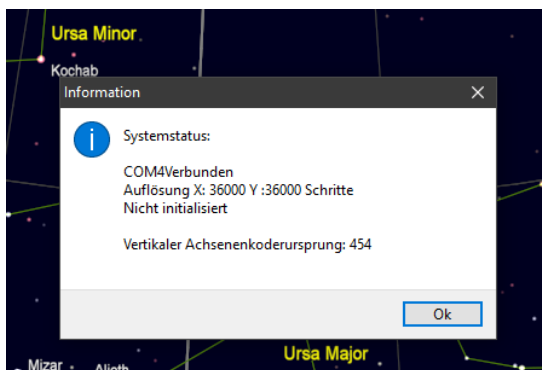 Ursa Minor
Kochab
Information
Systemstatus:
COM4Verbunden
Auflösung X: 36000 Y :36000 Schritte
Nicht initialisiert
Vertikaler Achsenenkoderursprung: 454
Ok
Ursa Major
Mizar
Alioth